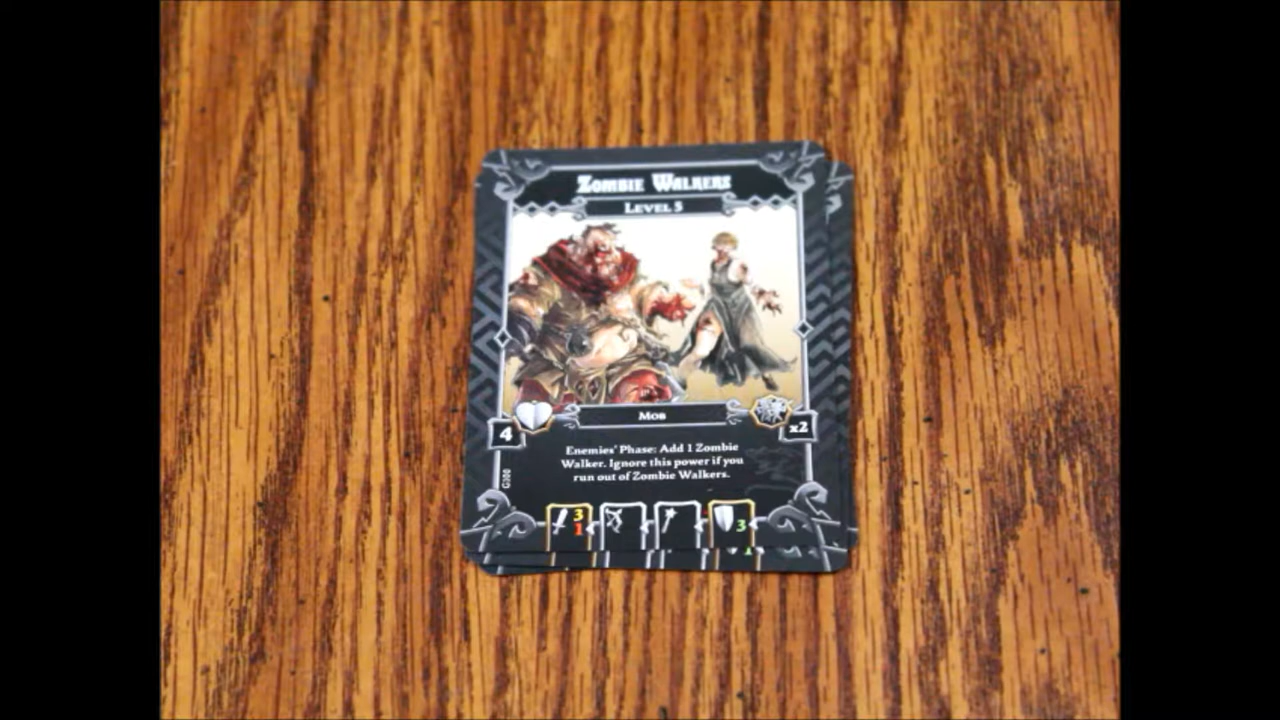 Zombie Walkers
Level 5
Mob
4
x2
Enemies' Phase: Add 1 Zombie
Walker. Ignore this power if you
run out of Zombie Walkers.
3
1
3
1